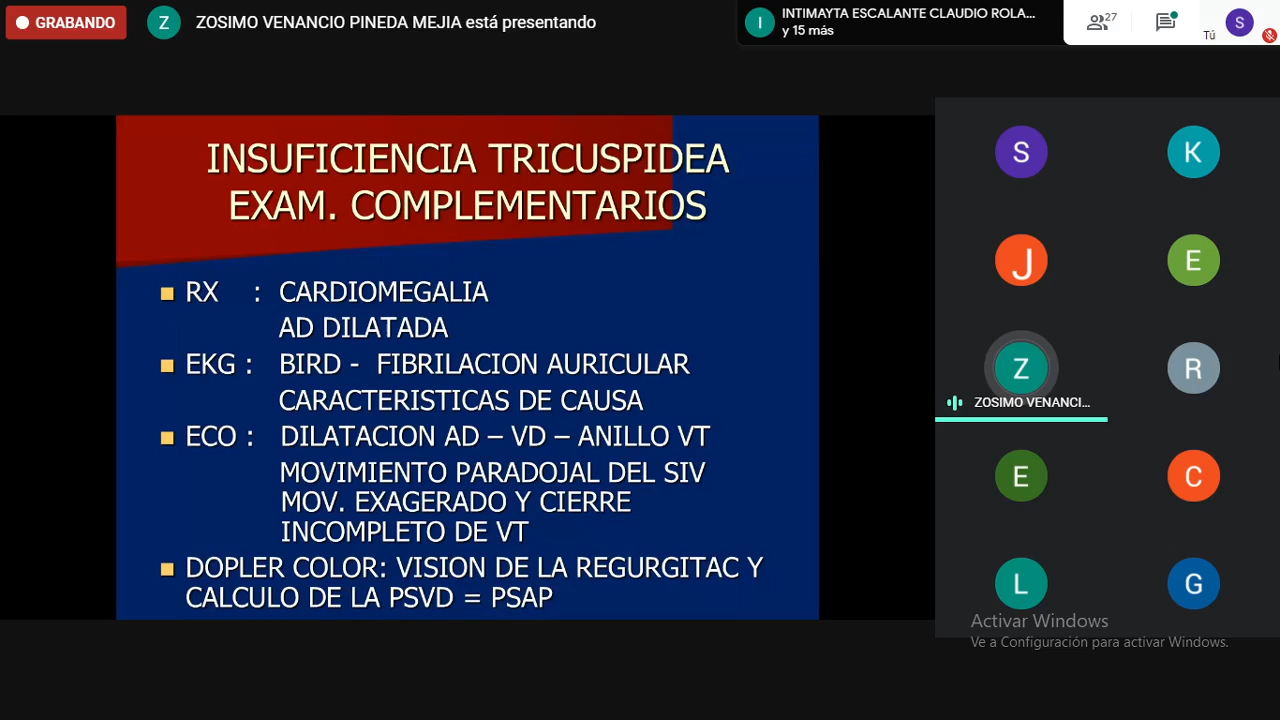 GRABANDO
Z
ZOSIMO VENANCIO PINEDA MEJIA está presentando
I
INTIMAYTA ESCALANTE CLAUDIO ROLA...
y 15 más
27
Tú
S
INSUFICIENCIA TRICUSPIDEA
EXAM. COMPLEMENTARIOS
RX : CARDIOMEGALIA
AD DILATADA
EKG : BIRD - FIBRILACION AURICULAR
CARACTERISTICAS DE CAUSA
ECO : DILATACION AD – VD – ANILLO VT
MOVIMIENTO PARADOJAL DEL SIV
MOV. EXAGERADO Y CIERRE
INCOMPLETO DE VT
DOPLER COLOR: VISION DE LA REGURGITAC Y
CALCULO DE LA PSVD = PSAP
S
K
J
E
Z
ZOSIMO VENANCI...
R
E
C
L
G
Activar Windows
Ve a Configuración para activar Windows.